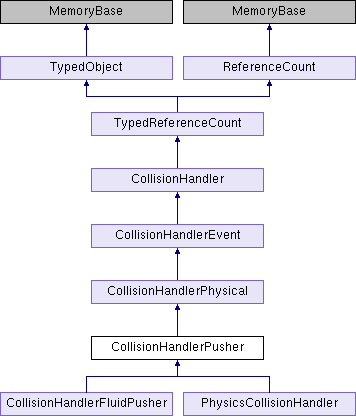 MemoryBase
MemoryBase
TypedObject
ReferenceCount
TypedReferenceCount
CollisionHandler
CollisionHandlerEvent
CollisionHandlerPhysical
CollisionHandlerPusher
CollisionHandlerFluidPusher
PhysicsCollisionHandler